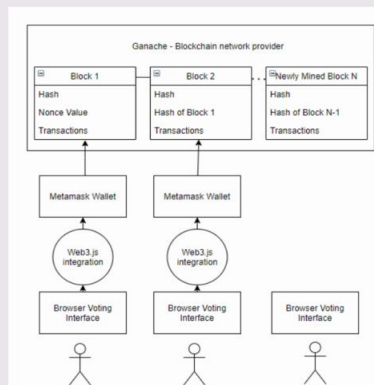 Ganache - Blockchain network provider
Block 1
Block 2
Newly Mined Block N
Hash
Hash
Hash
Nonce Value
Hash of Block 1
Hash of Block N-1
Transactions
Transactions
Transactions
Metamask Wallet
Metamask Wallet
Web3.js
integration
Web3.js
integration
Browser Voting
Interface
Browser Voting
Interface
Browser Voting
Interface